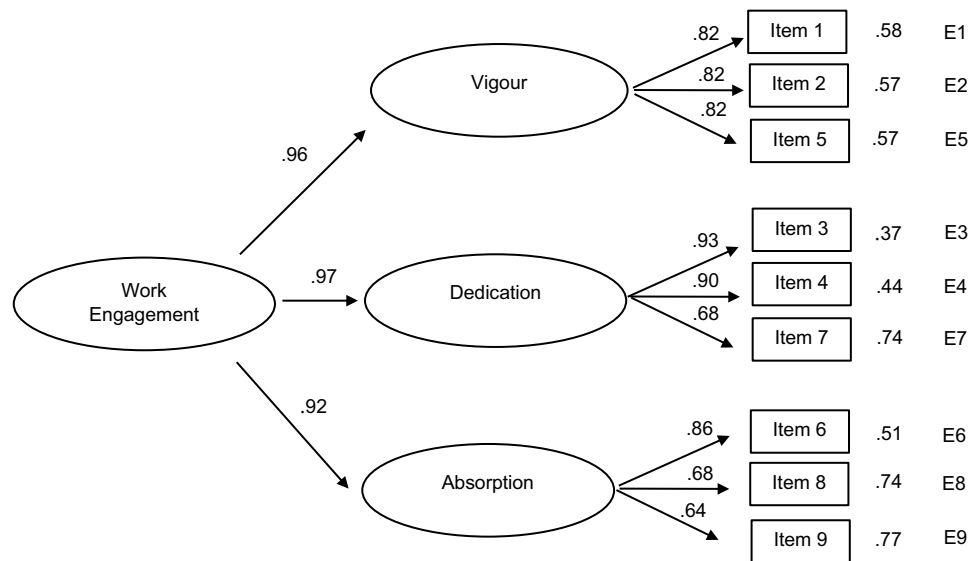 .82 Item 1 .58 E1
Vigour .82 Item 2 .57 E2
.82
Item 5 .57 E5
.96
.93 Item 3 .37 E3
Work
Engagement
.97 Dedication .90 Item 4 .44 E4
.68
Item 7 .74 E7
.92
.86 Item 6 .51 E6
Absorption .68 Item 8 .74 E8
.64
Item 9 .77 E9